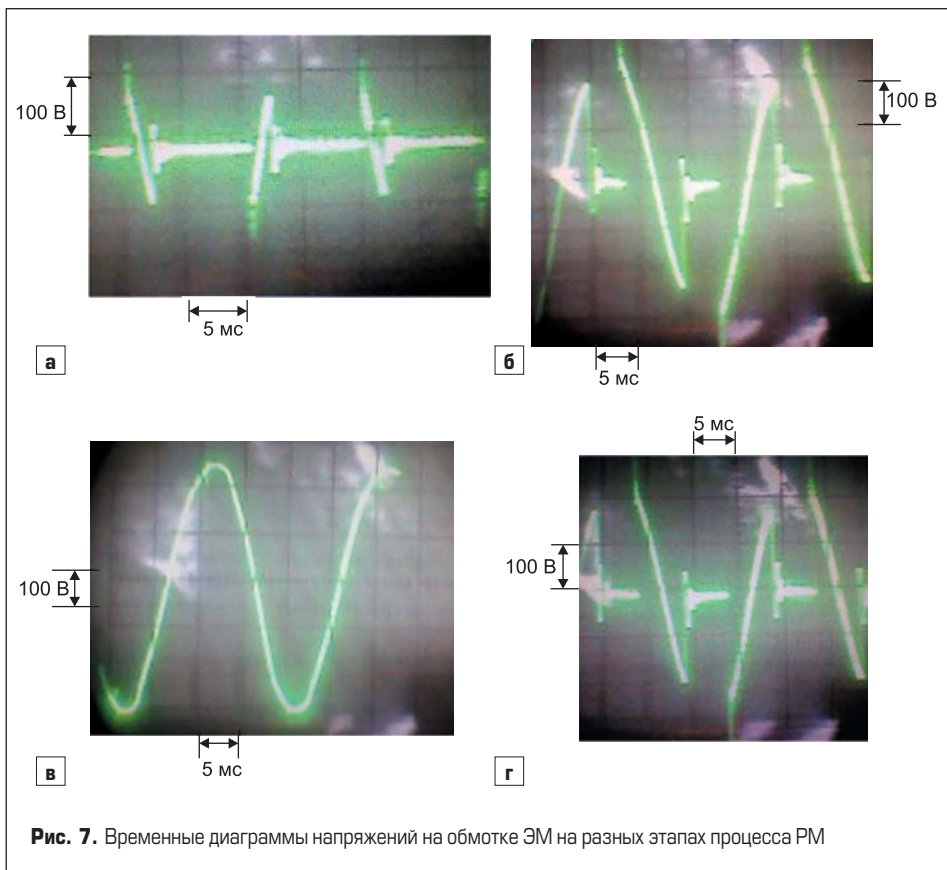 100 В
5 мс
а
100 В
5 мс
б
100 В
5 мс
в
5 мс
100 В
г
Рис. 7. Временные диаграммы напряжений на обмотке ЭМ на разных этапах процесса РМ